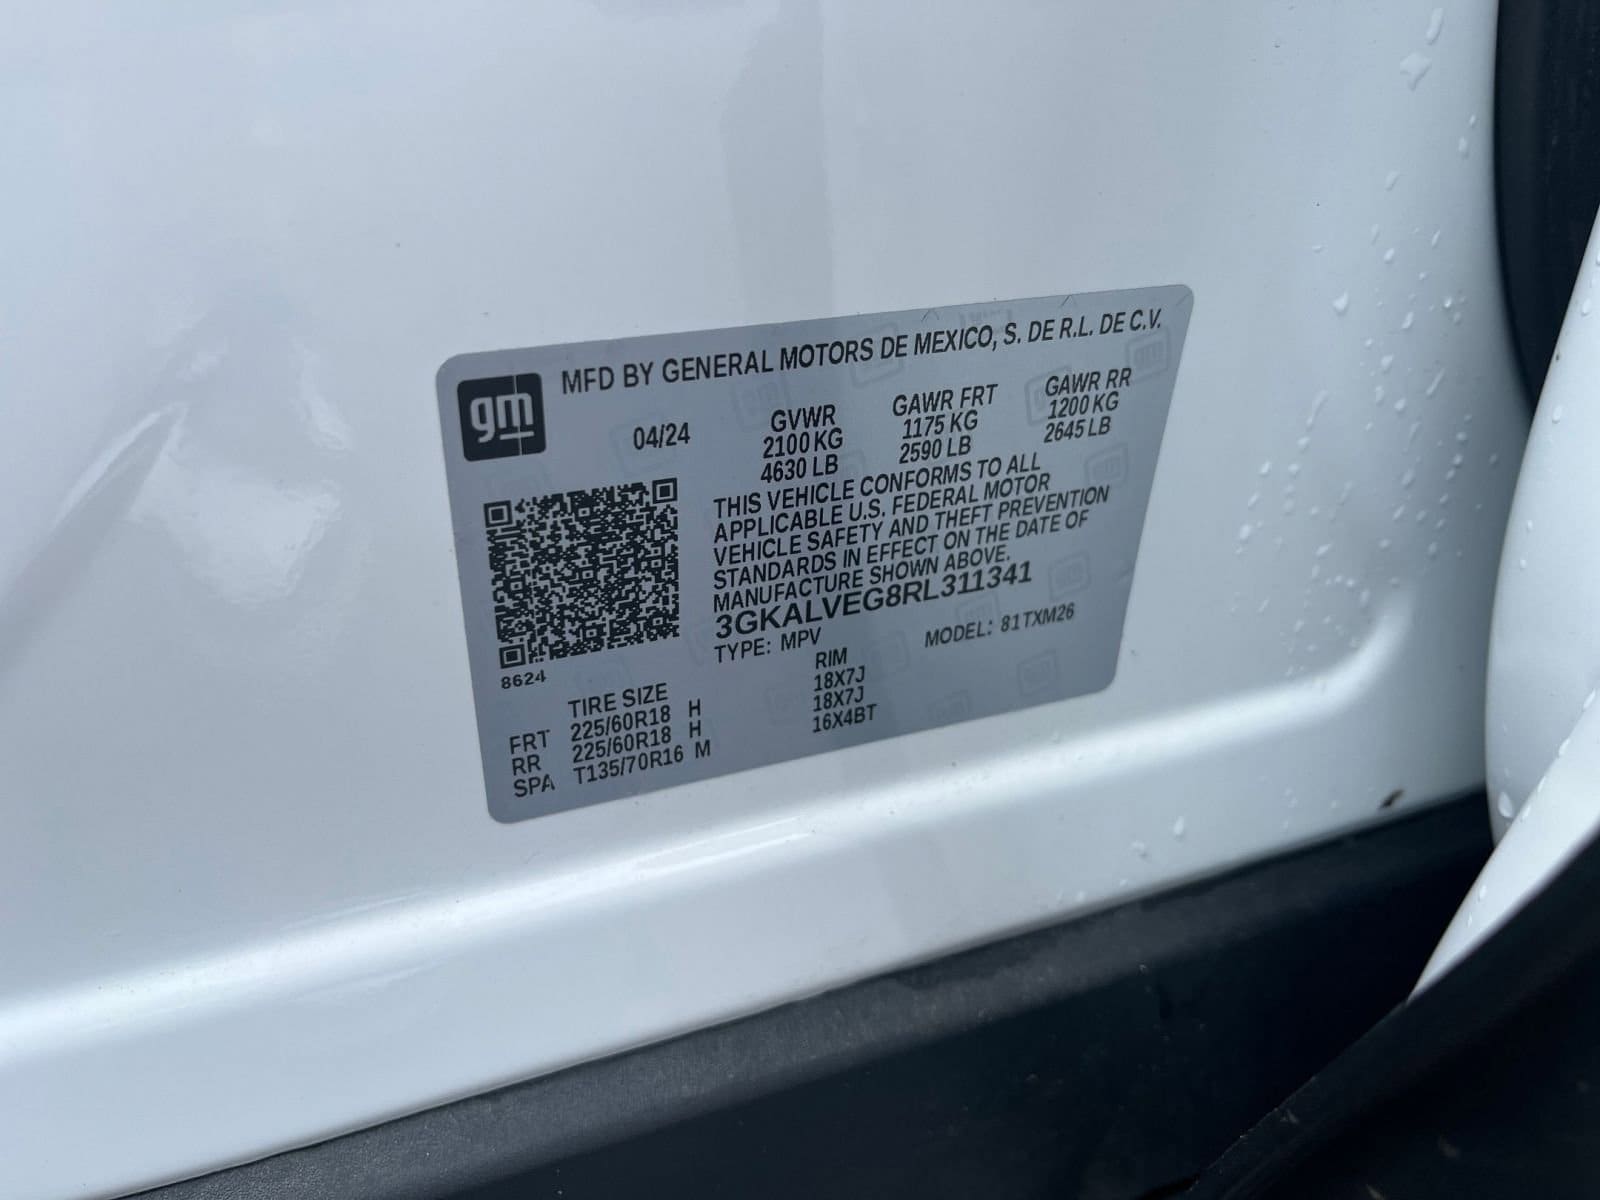 gm
MFD BY GENERAL MOTORS DE MEXICO, S. DE R.L. DE C.V.
04/24
GVWR
2100 KG
4630 LB
GAWR FRT
1175 KG
2590 LB
GAWR RR
1200 KG
2645 LB
THIS VEHICLE CONFORMS TO ALL
APPLICABLE U.S. FEDERAL MOTOR
VEHICLE SAFETY AND THEFT PREVENTION
STANDARDS IN EFFECT ON THE DATE OF
MANUFACTURE SHOWN ABOVE.
3GKALVEG8RL311341
TYPE: MPV MODEL: 81TXM26
8624
TIRE SIZE RIM
FRT 225/60R18 H 18X7J
RR 225/60R18 H 18X7J
SPA T135/70R16 M 16X4BT